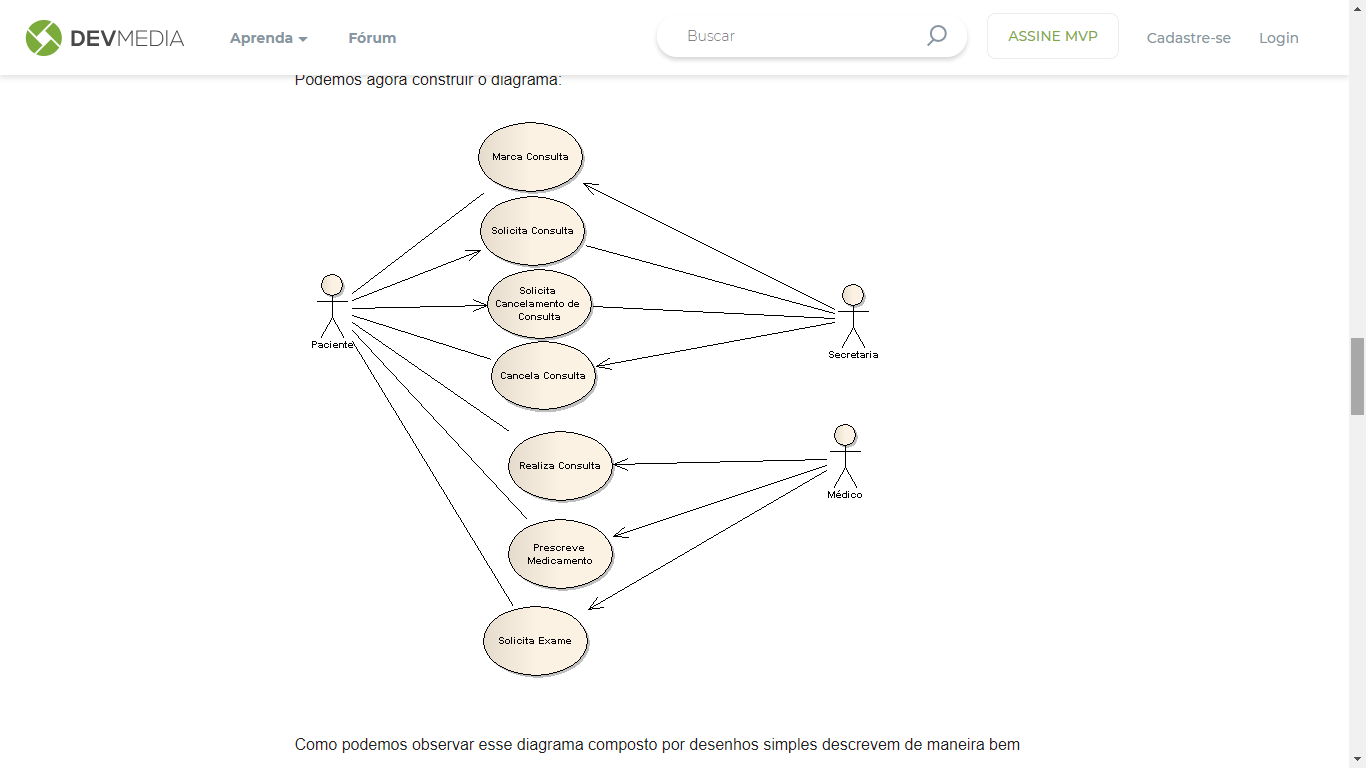 DEVMEDIA
Aprenda
Fórum
Buscar
ASSINE MVP
Cadastre-se
Login
Podemos agora construir o diagrama:
Marca Consulta
Solicita Consulta
Solicita
Cancelamento de
Consulta
Paciente
Secretaria
Cancela Consulta
Realiza Consulta
Médico
Prescreve
Medicamento
Solicita Exame
Como podemos observar esse diagrama composto por desenhos simples descrevem de maneira bem